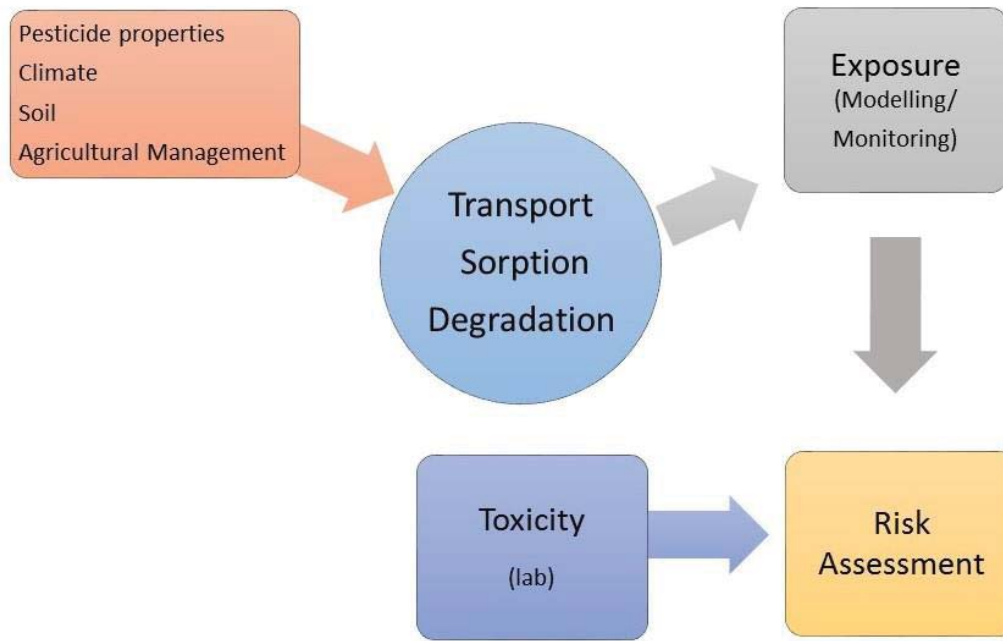 Pesticide properties
Climate
Soil
Agricultural Management
Transport
Sorption
Degradation
Exposure
(Modelling/
Monitoring)
Toxicity
(lab)
Risk
Assessment